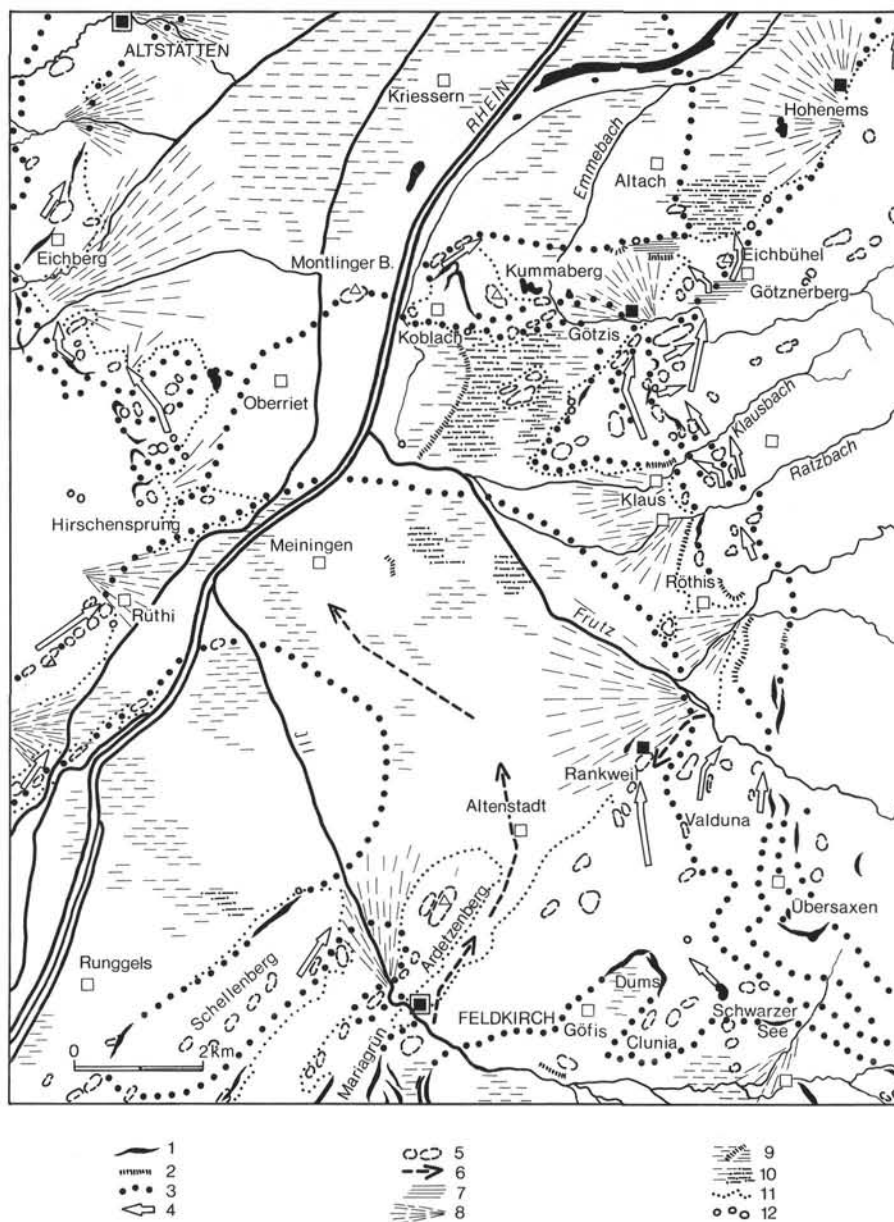 ALTSTÄTTEN
Kriessern
RHEIN
Hohenems
Emmebach
Altach
Eichberg
Montlinger B.
Kummaberg
Eichbühel
Götznerberg
Koblach
Götzis
Oberriet
Klausbach
Ratzbach
Hirschensprung
Klaus
Meiningen
Röthis
Rüthi
Frutz
ILL
Rankweil
Altenstadt
Valduna
Übersaxen
Ardetzenberg
Runggels
Schellenberg
Dums
Schwarzer
See
FELDKIRCH
Göfis
Clunia
Mariagrün
0 2 km
1 5 9
2 6 10
3 7 11
4 8 12